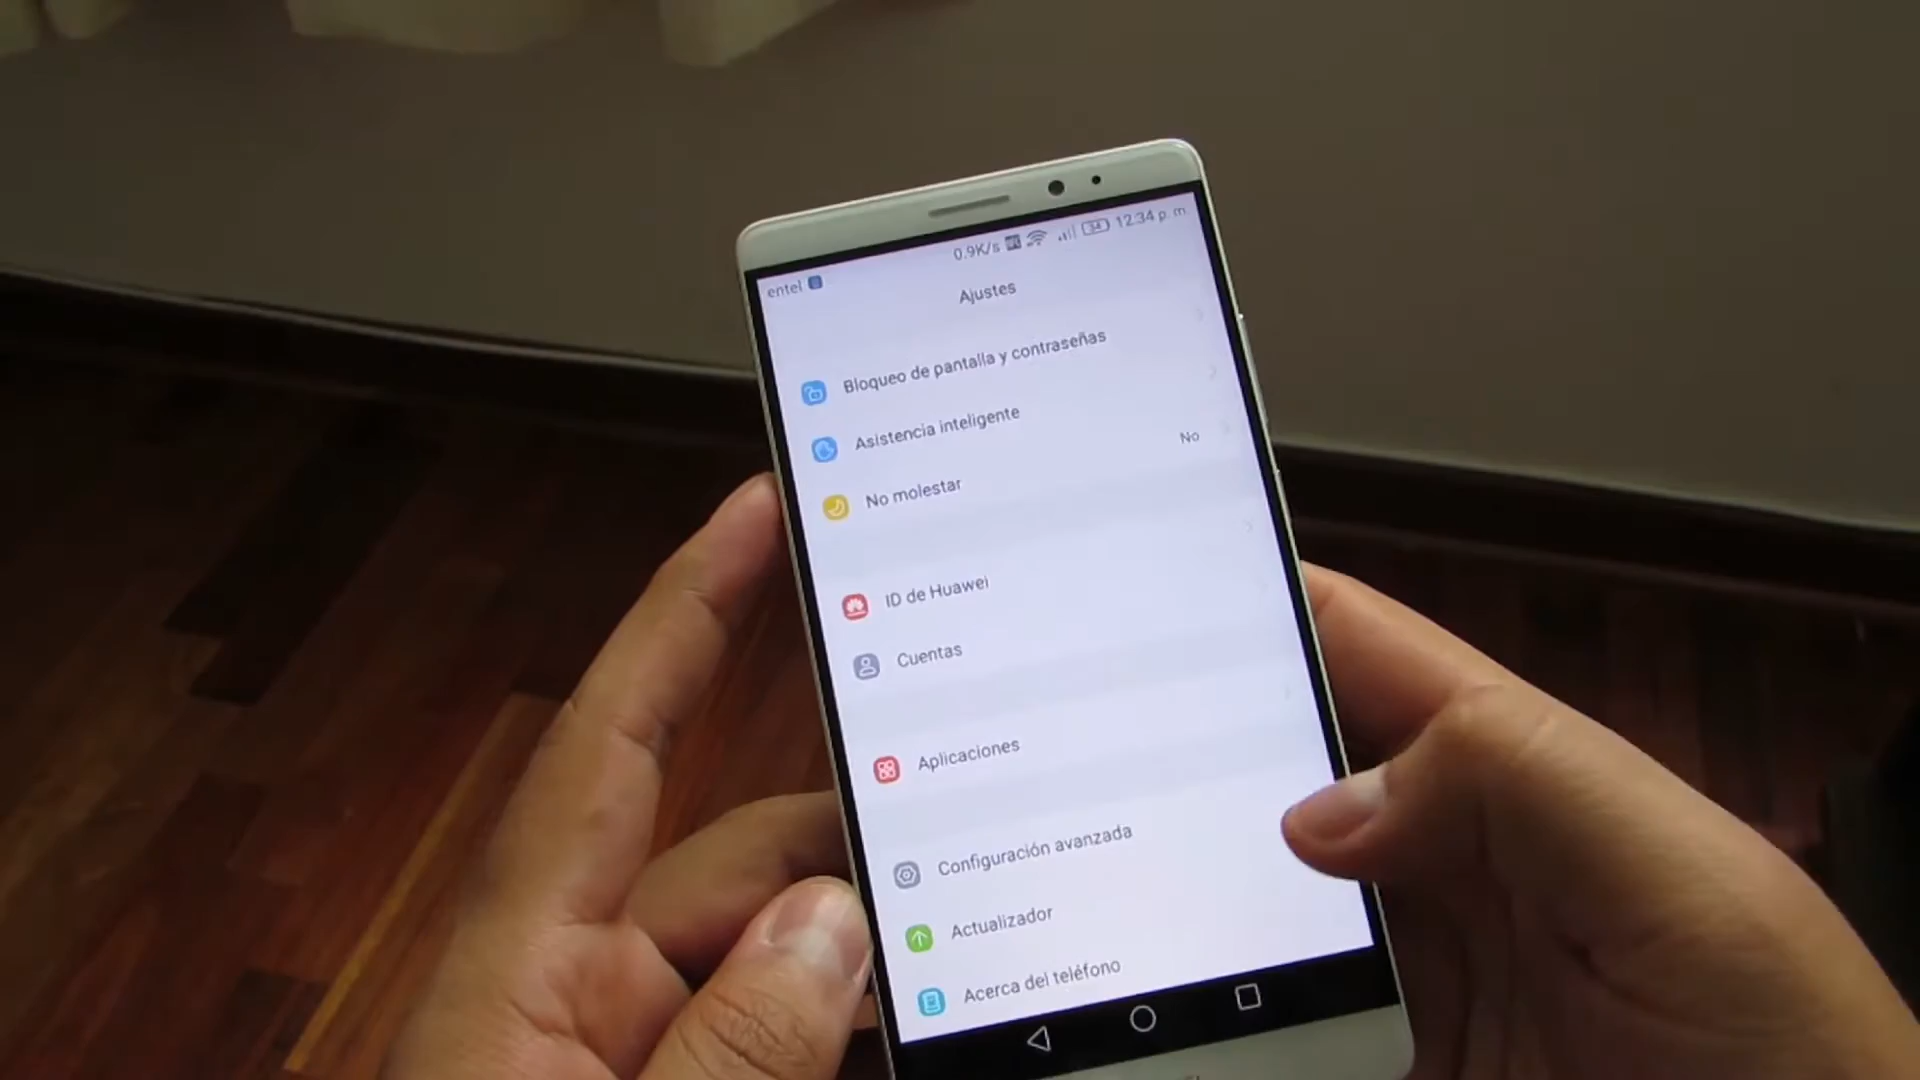 entel 0.9K/s 34 12:34 p. m.
Ajustes
Bloqueo de pantalla y contraseñas
Asistencia inteligente
No molestar No
ID de Huawei
Cuentas
Aplicaciones
Configuración avanzada
Actualizador
Acerca del teléfono